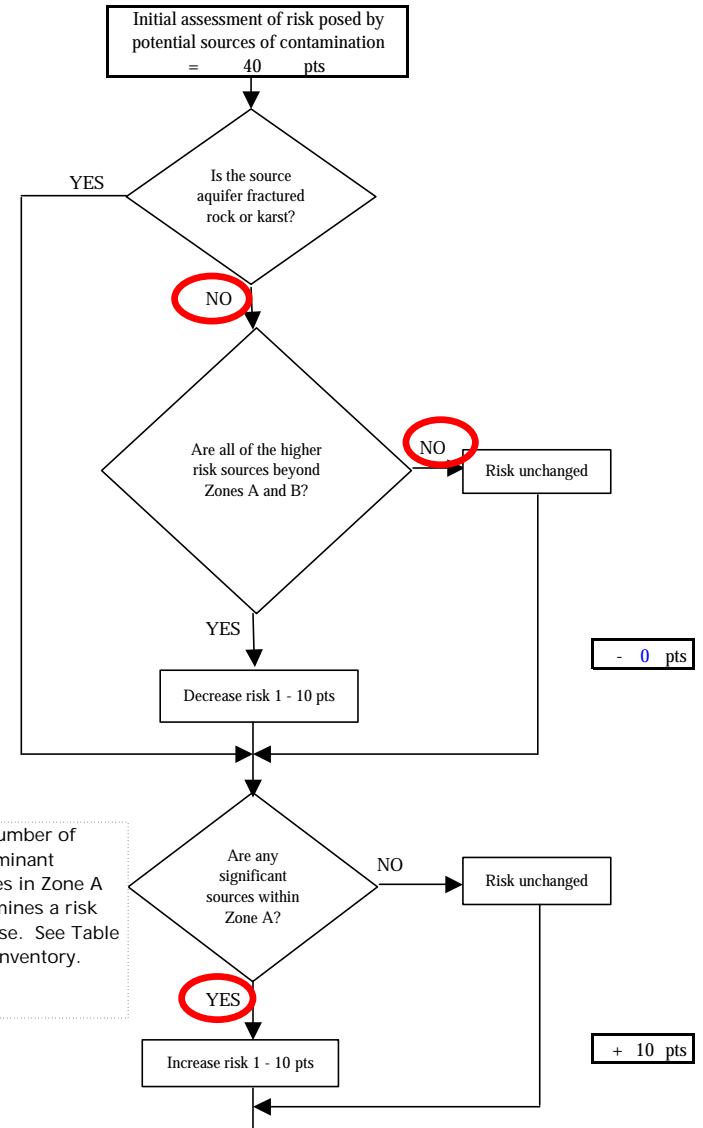 Initial assessment of risk posed by
potential sources of contamination
= 40 pts
YES
Is the source
aquifer fractured
rock or karst?
NO
Are all of the higher
risk sources beyond
Zones A and B?
NO
Risk unchanged
YES
- 0 pts
Decrease risk 1 - 10 pts
umber of
minant
es in Zone A
mines a risk
se. See Table
nventory.
Are any
significant
sources within
Zone A?
NO
Risk unchanged
YES
+ 10 pts
Increase risk 1 - 10 pts